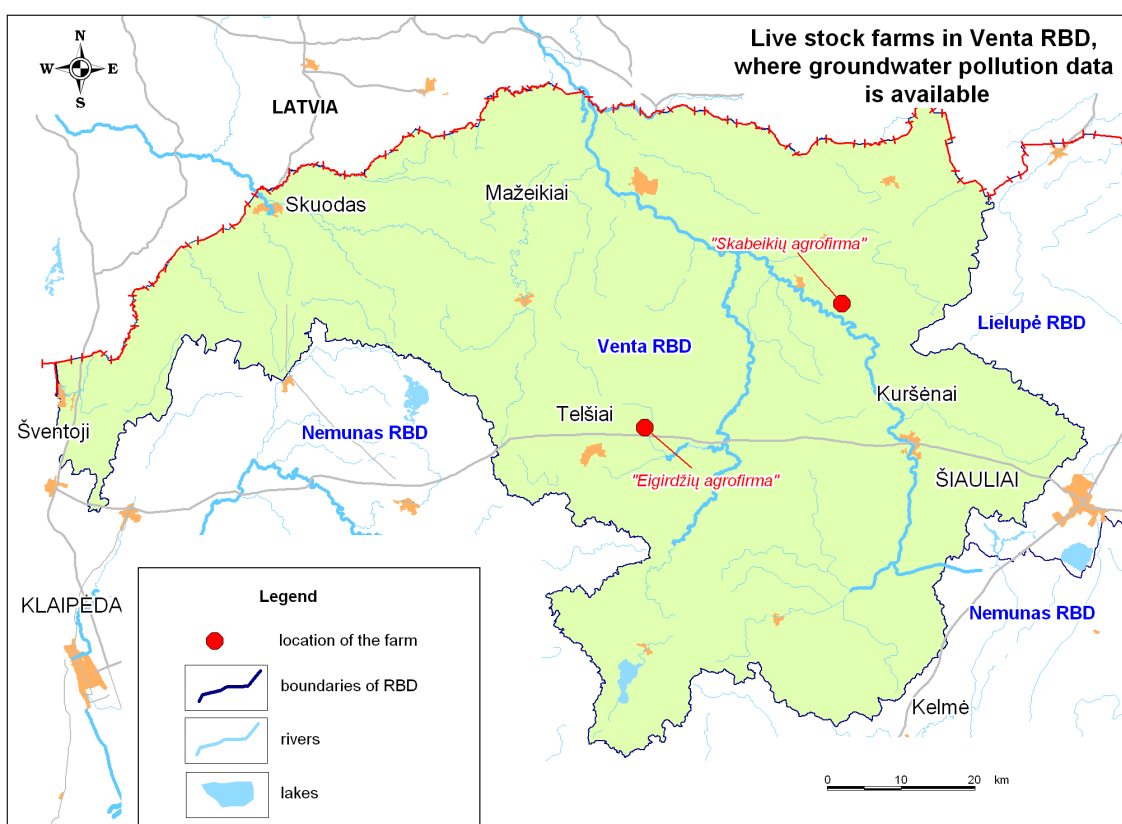 Live stock farms in Venta RBD,
where groundwater pollution data
is available
N
W
E
S
LATVIA
Skuodas
Mažeikiai
"Skabeikių agrofirma"
Lielupė RBD
Venta RBD
Telšiai
Kuršėnai
Šventoji
Nemunas RBD
"Eigirdžių agrofirma"
ŠIAULIAI
KLAIPĖDA
Nemunas RBD
Kelmė
Legend
location of the farm
boundaries of RBD
rivers
lakes
0 10 20 km